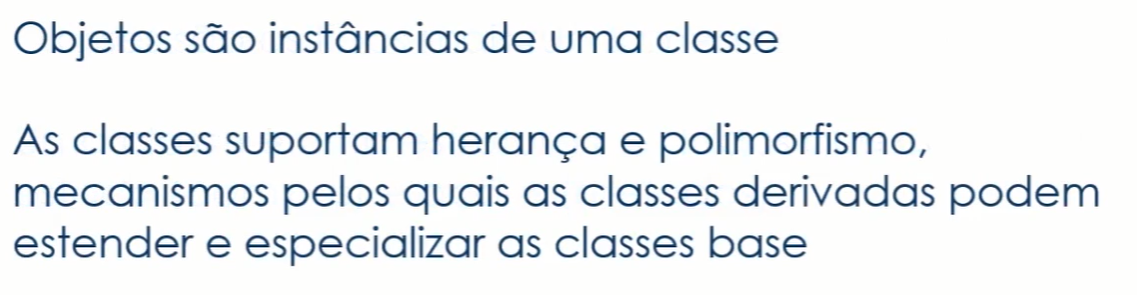 Objetos são instâncias de uma classe
As classes suportam herança e polimorfismo,
mecanismos pelos quais as classes derivadas podem
estender e especializar as classes base